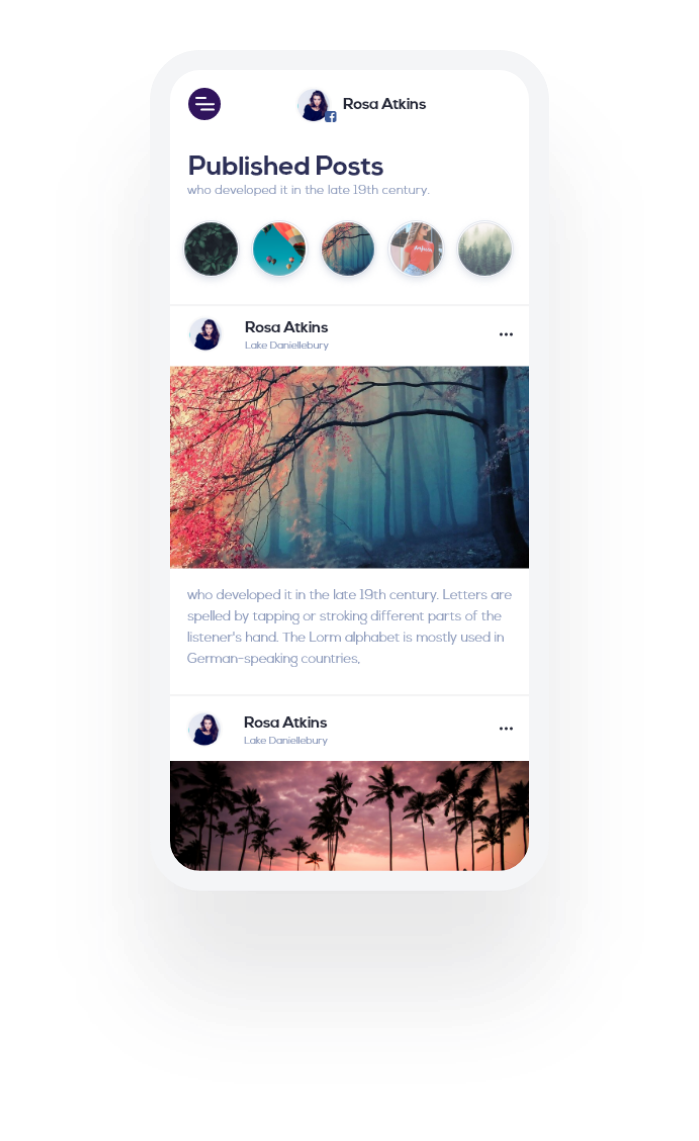 Rosa Atkins
Published Posts
who developed it in the late 19th century.
Rosa Atkins
Lake Daniellebury
who developed it in the late 19th century. Letters are
spelled by tapping or stroking different parts of the
listener's hand. The Lorm alphabet is mostly used in
German-speaking countries,
Rosa Atkins
Lake Daniellebury